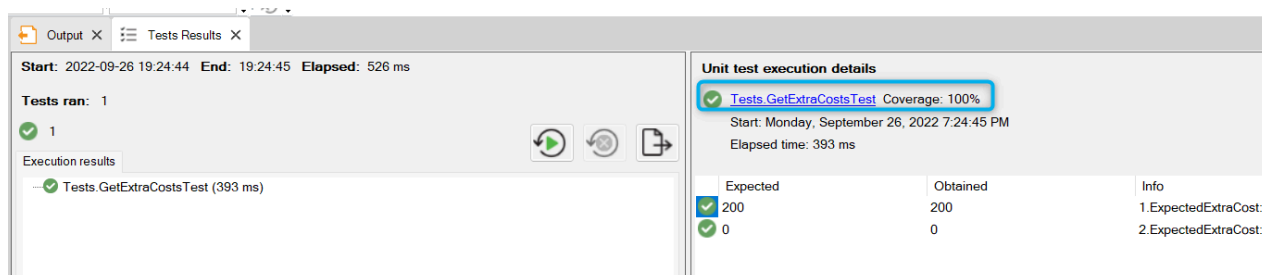 Output
Tests Results
Start: 2022-09-26 19:24:44 End: 19:24:45 Elapsed: 526 ms
Tests ran: 1
1
Execution results
Tests.GetExtraCostsTest (393 ms)
Unit test execution details
Tests.GetExtraCostsTest Coverage: 100%
Start: Monday, September 26, 2022 7:24:45 PM
Elapsed time: 393 ms
Expected Obtained Info
200 200 1.ExpectedExtraCost:
0 0 2.ExpectedExtraCost: